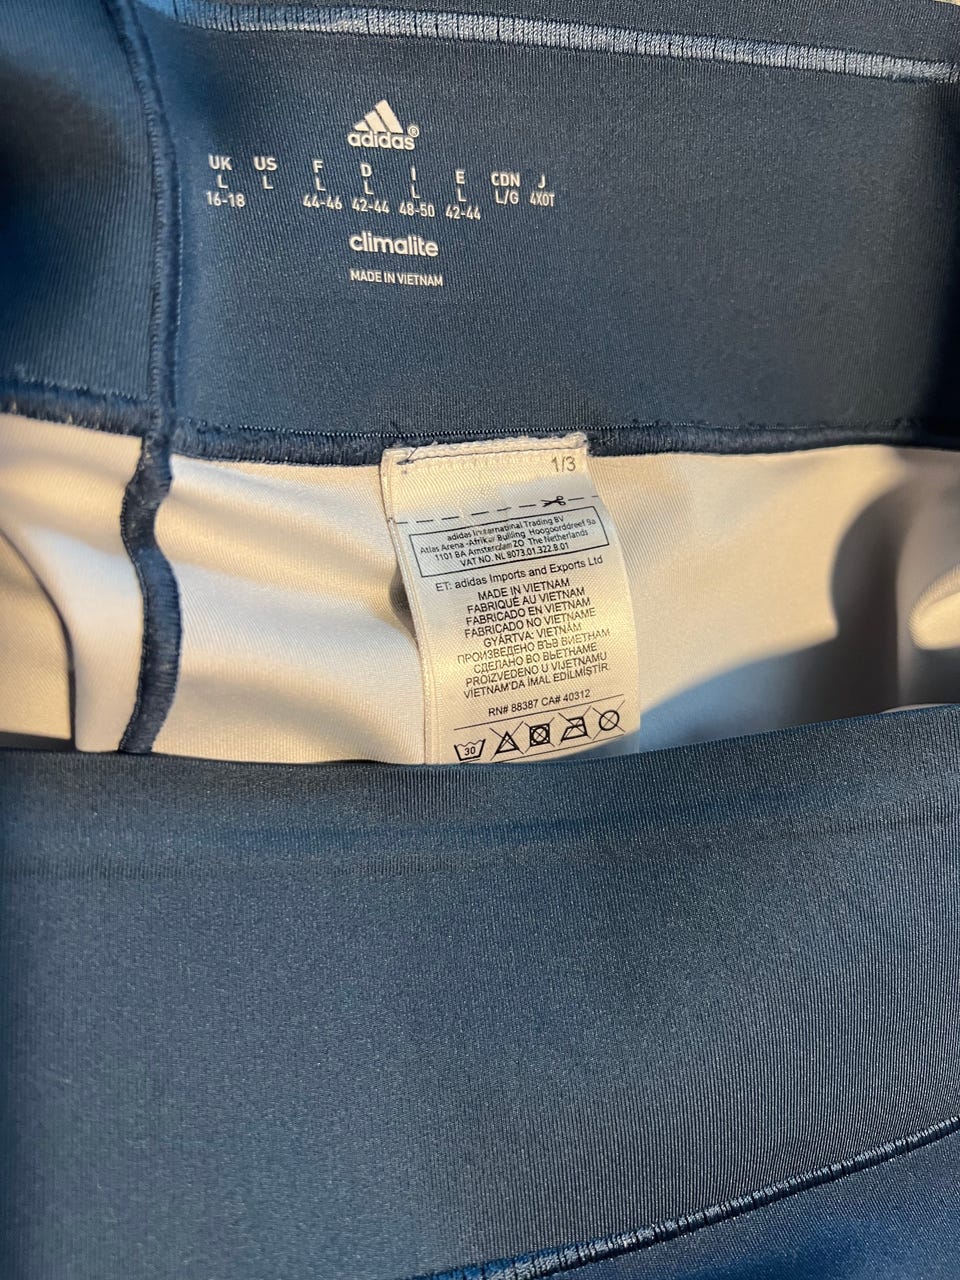 adidas®
UK US F D I E CDN J
L L L L L L L/G 4XOT
16-18 44-46 42-44 48-50 42-44
climalite
MADE IN VIETNAM
1/3
adidas International Trading BV
Atlas Arena -Afrika Building Hoogoorddreef 9a
1101 BA Amsterdam ZO The Netherlands
VAT NO. NL 8073.01.322.B.01
ET: adidas Imports and Exports Ltd
MADE IN VIETNAM
FABRIQUÉ AU VIETNAM
FABRICADO EN VIETNAM
FABRICADO NO VIETNAME
GYÁRTVA: VIETNÁM
ПРОИЗВЕДЕНО ВЪВ ВИЕТНАМ
СДЕЛАНО ВО ВЬЕТНАМЕ
PROIZVEDENO U VIJETNAMU
VİETNAM'DA İMAL EDİLMİŞTİR.
RN# 88387 CA# 40312
30